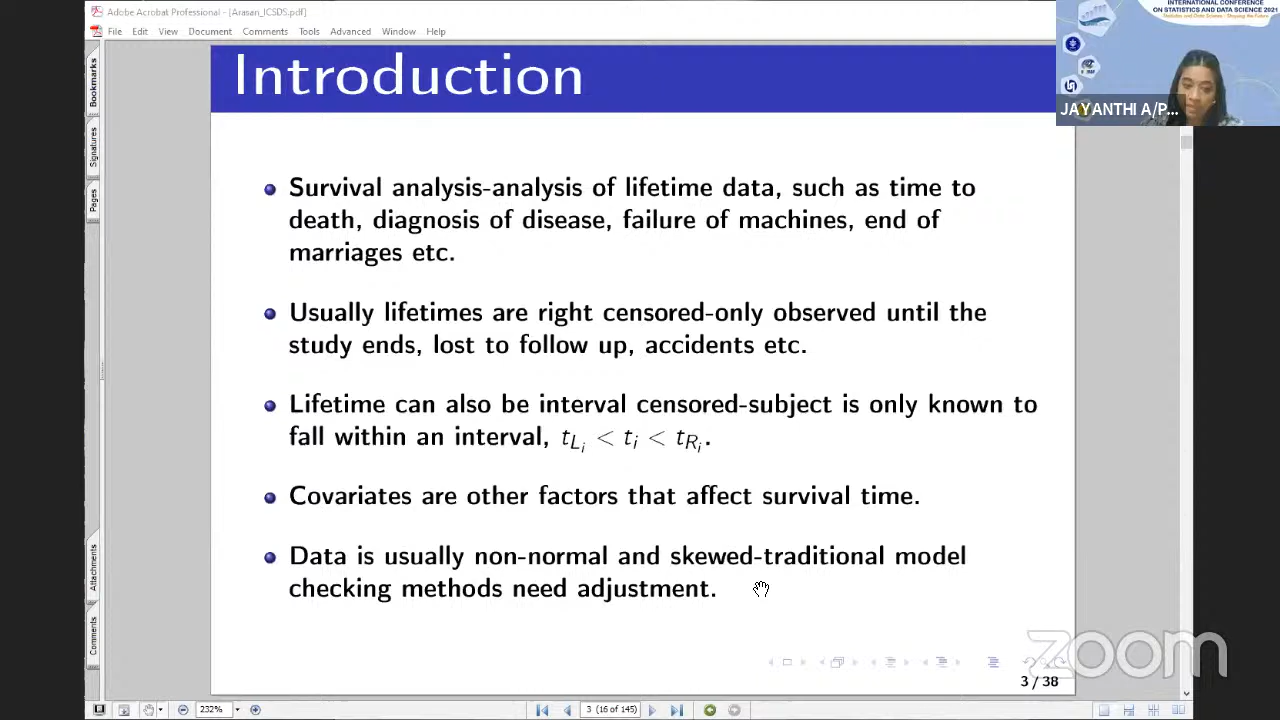 Adobe Acrobat Professional - [Arasan_ICSDS.pdf]
File Edit View Document Comments Tools Advanced Window Help
INTERNATIONAL CONFERENCE
ON STATISTICS AND DATA SCIENCE 2021
JAYANTHI A/P...
Bookmarks
Signatures
Pages
Attachments
Comments
Introduction
Survival analysis-analysis of lifetime data, such as time to
death, diagnosis of disease, failure of machines, end of
marriages etc.
Usually lifetimes are right censored-only observed until the
study ends, lost to follow up, accidents etc.
Lifetime can also be interval censored-subject is only known to
fall within an interval, t_{L_i} < t_i < t_{R_i}.
Covariates are other factors that affect survival time.
Data is usually non-normal and skewed-traditional model
checking methods need adjustment.
zoom
3 / 38
232%
3 (16 of 145)